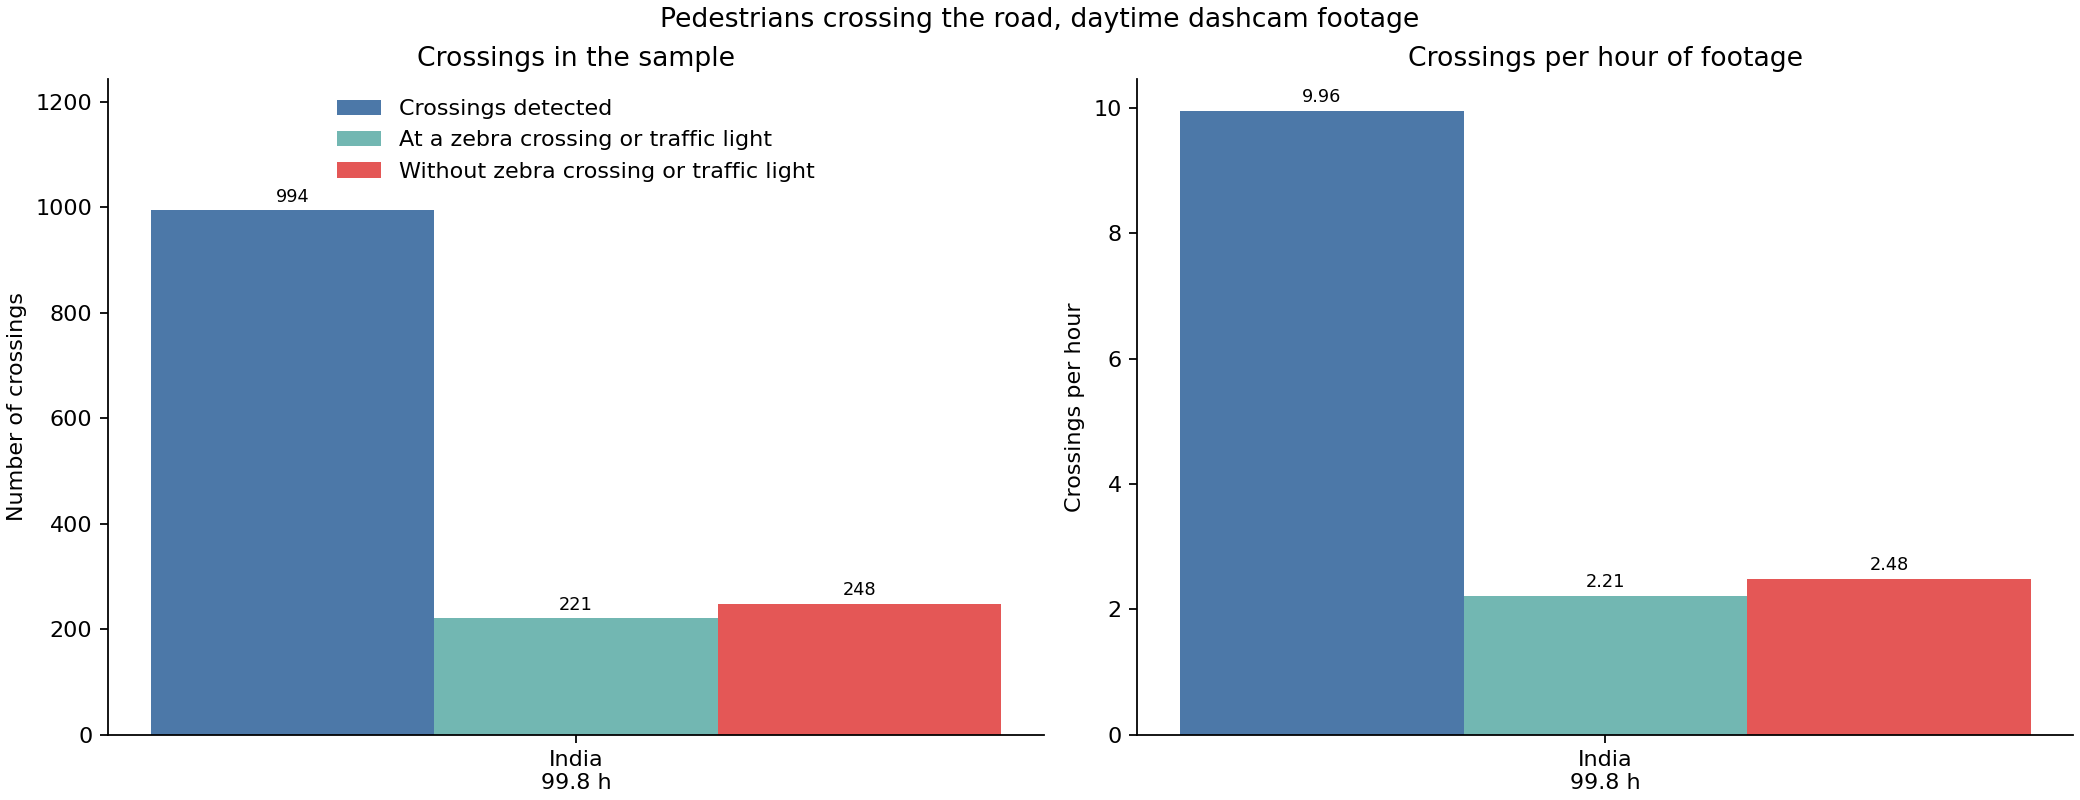 Pedestrians crossing the road, daytime dashcam footage
Crossings in the sample
Number of crossings
1200
1000
800
600
400
200
0
Crossings detected
At a zebra crossing or traffic light
Without zebra crossing or traffic light
994
221
248
India
99.8 h
Crossings per hour of footage
Crossings per hour
10
8
6
4
2
0
9.96
2.21
2.48
India
99.8 h